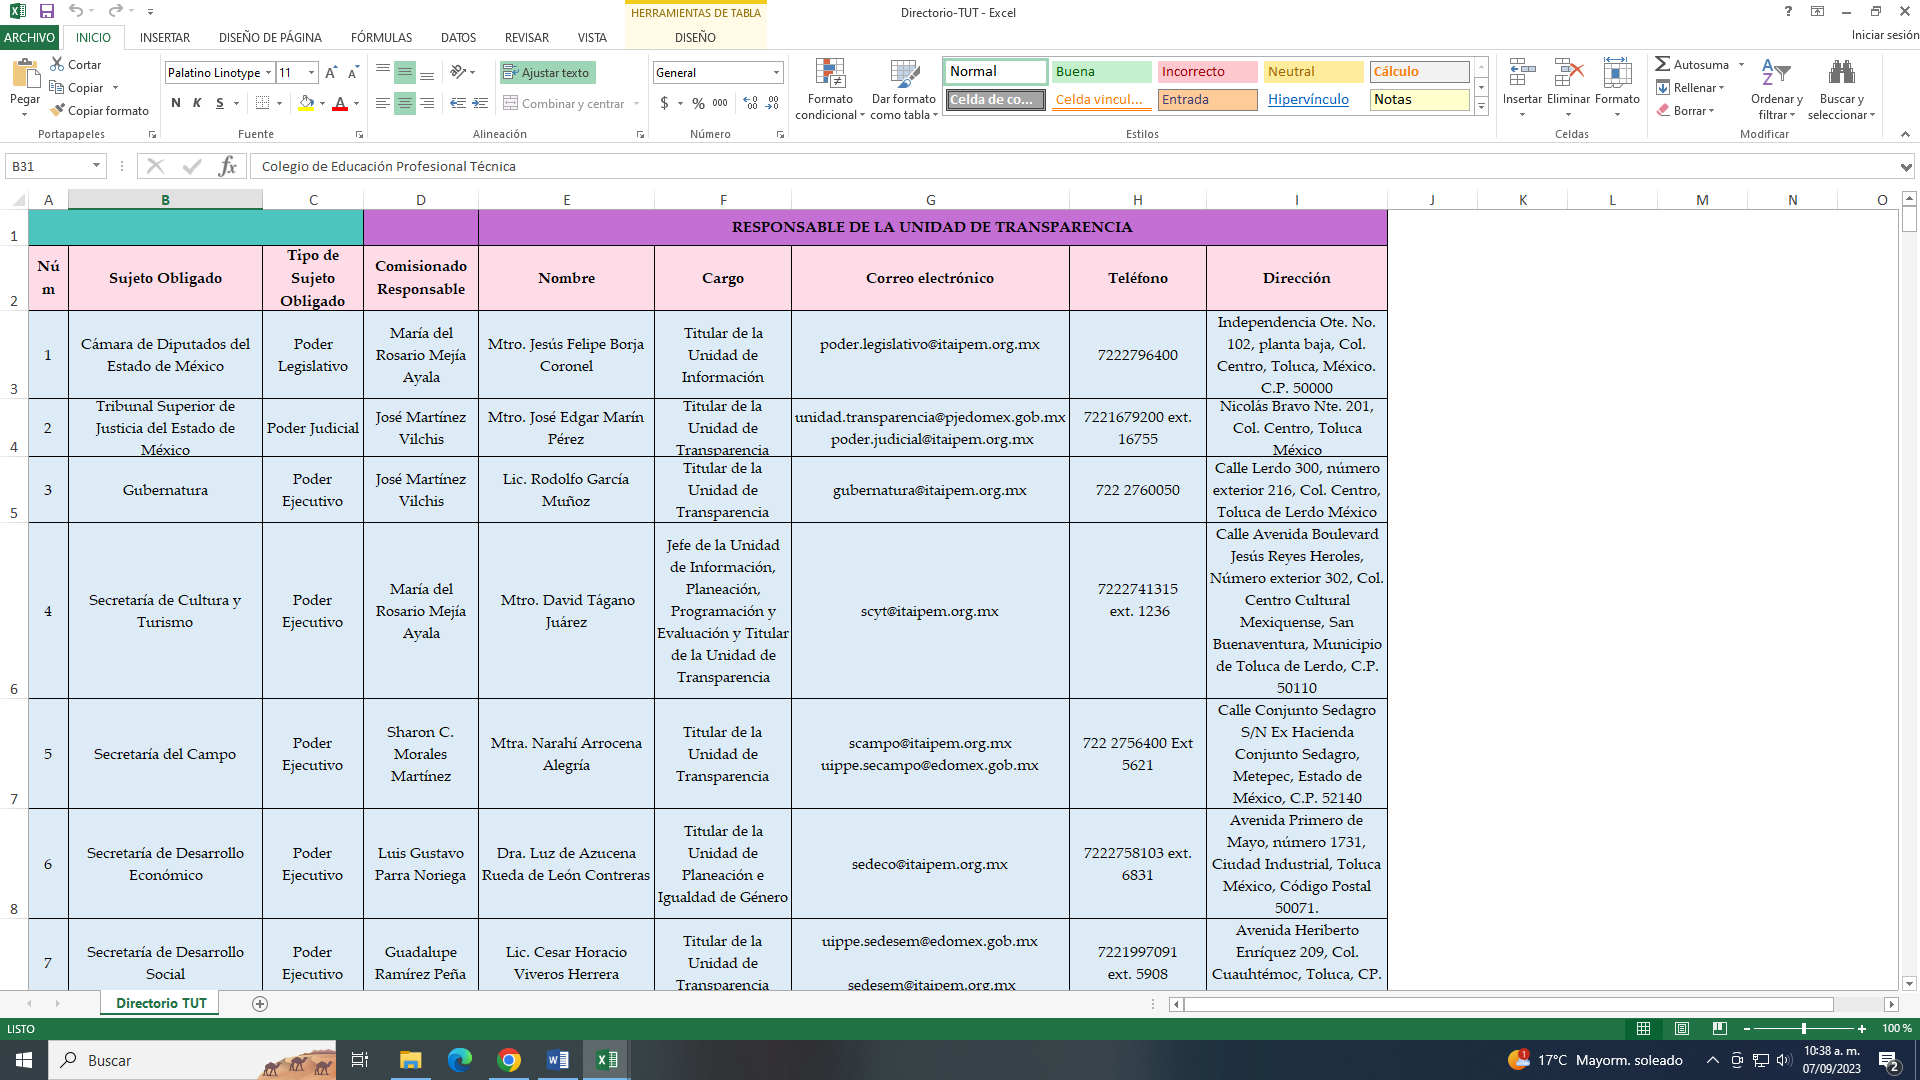 HERRAMIENTAS DE TABLA
Directorio-TUT - Excel
ARCHIVO INICIO INSERTAR DISEÑO DE PÁGINA FÓRMULAS DATOS REVISAR VISTA DISEÑO
Iniciar sesión
Pegar
Cortar
Copiar
Copiar formato
Portapapeles
Palatino Linotype 11
N K S
Fuente
Ajustar texto
Combinar y centrar
Alineación
General
$ % 000
Número
Formato condicional
Dar formato como tabla
Normal Buena Incorrecto Neutral Cálculo
Celda de co... Celda vincul... Entrada Hipervínculo Notas
Estilos
Insertar Eliminar Formato
Celdas
Autosuma
Rellenar
Borrar
Ordenar y filtrar
Buscar y seleccionar
Modificar
B31
fx
Colegio de Educación Profesional Técnica
A B C D E F G H I J K L M N O
1
RESPONSABLE DE LA UNIDAD DE TRANSPARENCIA
2
Núm
Sujeto Obligado
Tipo de Sujeto Obligado
Comisionado Responsable
Nombre
Cargo
Correo electrónico
Teléfono
Dirección
3
1
Cámara de Diputados del Estado de México
Poder Legislativo
María del Rosario Mejía Ayala
Mtro. Jesús Felipe Borja Coronel
Titular de la Unidad de Información
poder.legislativo@itaipem.org.mx
7222796400
Independencia Ote. No. 102, planta baja, Col. Centro, Toluca, México. C.P. 50000
4
2
Tribunal Superior de Justicia del Estado de México
Poder Judicial
José Martínez Vilchis
Mtro. José Edgar Marín Pérez
Titular de la Unidad de Transparencia
unidad.transparencia@pjedomex.gob.mx
poder.judicial@itaipem.org.mx
7221679200 ext. 16755
Nicolás Bravo Nte. 201, Col. Centro, Toluca México
5
3
Gubernatura
Poder Ejecutivo
José Martínez Vilchis
Lic. Rodolfo García Muñoz
Titular de la Unidad de Transparencia
gubernatura@itaipem.org.mx
722 2760050
Calle Lerdo 300, número exterior 216, Col. Centro, Toluca de Lerdo México
6
4
Secretaría de Cultura y Turismo
Poder Ejecutivo
María del Rosario Mejía Ayala
Mtro. David Tágano Juárez
Jefe de la Unidad de Información, Planeación, Programación y Evaluación y Titular de la Unidad de Transparencia
scyt@itaipem.org.mx
7222741315 ext. 1236
Calle Avenida Boulevard Jesús Reyes Heroles, Número exterior 302, Col. Centro Cultural Mexiquense, San Buenaventura, Municipio de Toluca de Lerdo, C.P. 50110
7
5
Secretaría del Campo
Poder Ejecutivo
Sharon C. Morales Martínez
Mtra. Narahí Arrocena Alegría
Titular de la Unidad de Transparencia
scampo@itaipem.org.mx
uippe.secampo@edomex.gob.mx
722 2756400 Ext 5621
Calle Conjunto Sedagro S/N Ex Hacienda Conjunto Sedagro, Metepec, Estado de México, C.P. 52140
8
6
Secretaría de Desarrollo Económico
Poder Ejecutivo
Luis Gustavo Parra Noriega
Dra. Luz de Azucena Rueda de León Contreras
Titular de la Unidad de Planeación e Igualdad de Género
sedeco@itaipem.org.mx
7222758103 ext. 6831
Avenida Primero de Mayo, número 1731, Ciudad Industrial, Toluca México, Código Postal 50071.
7
Secretaría de Desarrollo Social
Poder Ejecutivo
Guadalupe Ramírez Peña
Lic. Cesar Horacio Viveros Herrera
Titular de la Unidad de Transparencia
uippe.sedesem@edomex.gob.mx
sedesem@itaipem.org.mx
7221997091 ext. 5908
Avenida Heriberto Enríquez 209, Col. Cuauhtémoc, Toluca, CP.
Directorio TUT
LISTO
100 %
Buscar
1
17°C Mayorm. soleado
10:38 a. m.
07/09/2023
2